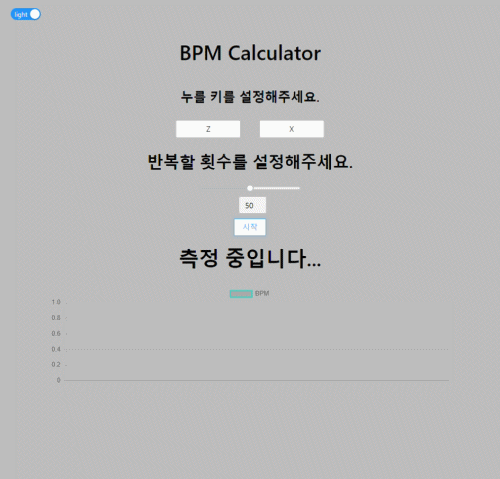 light
BPM Calculator
누를 키를 설정해주세요.
Z X
반복할 횟수를 설정해주세요.
50
시작
측정 중입니다...
BPM
1.0
0.8
0.6
0.4
0.2
0